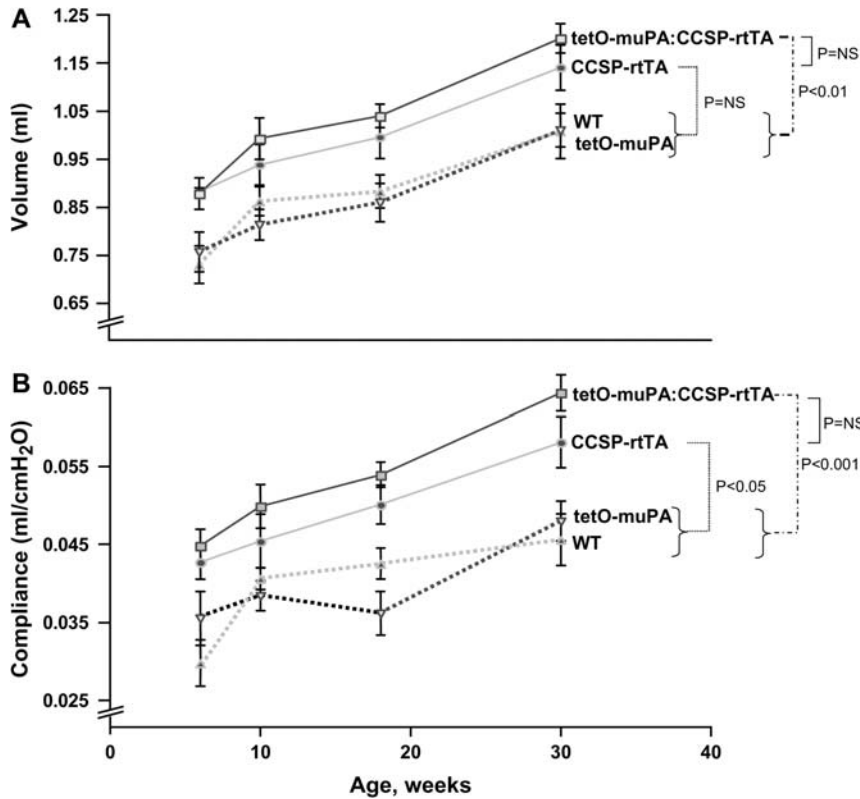 A
1.25
1.15
1.05
0.95
0.85
0.75
0.65
Volume (ml)
tetO-muPA:CCSP-rtTA
P=NS
CCSP-rtTA
P<0.01
P=NS
WT
tetO-muPA
B
0.065
0.055
0.045
0.035
0.025
Compliance (ml/cmH₂O)
tetO-muPA:CCSP-rtTA
P=NS
CCSP-rtTA
P<0.001
P<0.05
tetO-muPA
WT
0 10 20 30 40
Age, weeks